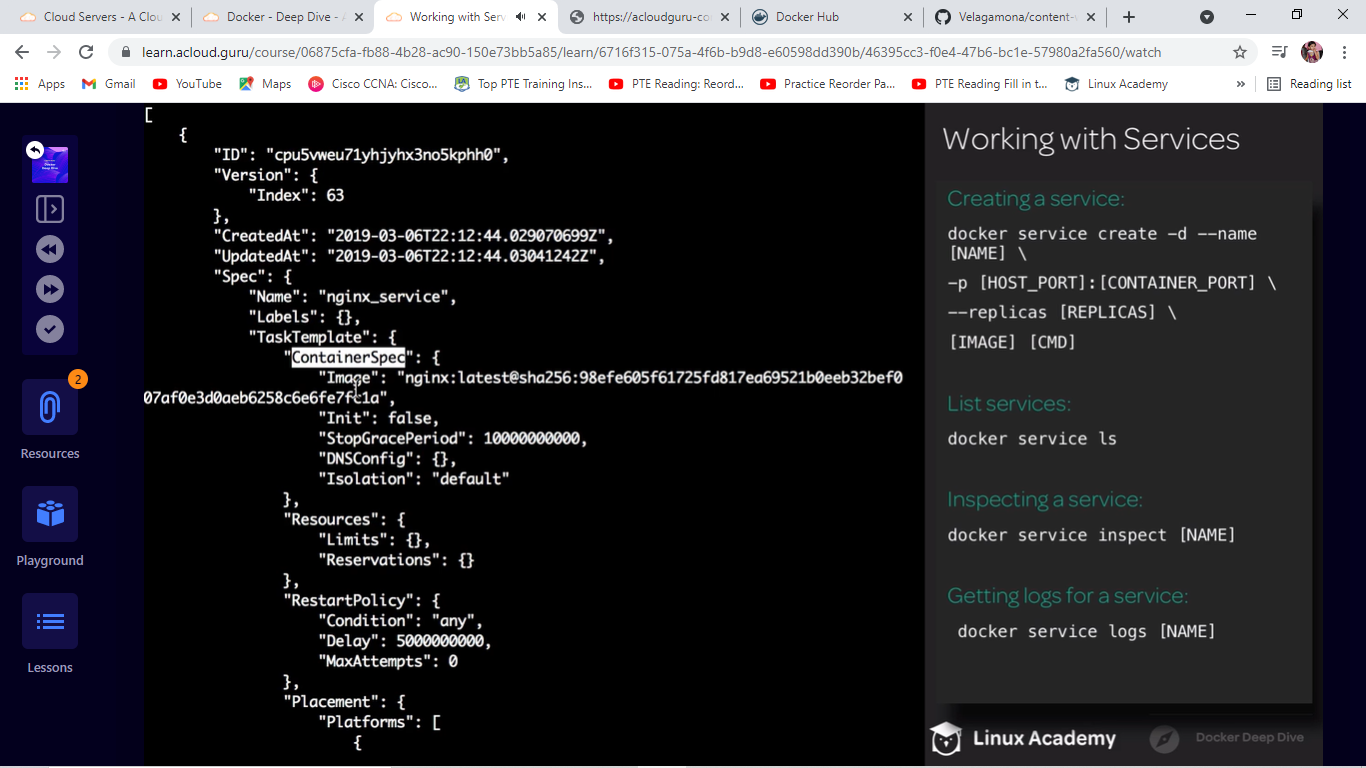 Cloud Servers - A Clou
Docker - Deep Dive - A
Working with Serv
https://acloudguru-co
Docker Hub
Velagamona/content-
learn.acloud.guru/course/06875cfa-fb88-4b28-ac90-150e73bb5a85/learn/6716f315-075a-4f6b-b9d8-e60598dd390b/46395cc3-f0e4-47b6-bc1e-57980a2fa560/watch
Apps
Gmail
YouTube
Maps
Cisco CCNA: Cisco...
Top PTE Training Ins...
PTE Reading: Reord...
Practice Reorder Pa...
PTE Reading Fill in t...
Linux Academy
»
Reading list
2
Resources
Playground
Lessons
[
{
"ID": "cpu5vweu71yhjyhx3no5kphh0",
"Version": {
"Index": 63
},
"CreatedAt": "2019-03-06T22:12:44.029070699Z",
"UpdatedAt": "2019-03-06T22:12:44.03041242Z",
"Spec": {
"Name": "nginx_service",
"Labels": {},
"TaskTemplate": {
"ContainerSpec": {
"Image": "nginx:latest@sha256:98efe605f61725fd817ea69521b0eeb32bef0
07af0e3d0aeb6258c6e6fe7fc1a",
"Init": false,
"StopGracePeriod": 10000000000,
"DNSConfig": {},
"Isolation": "default"
},
"Resources": {
"Limits": {},
"Reservations": {}
},
"RestartPolicy": {
"Condition": "any",
"Delay": 5000000000,
"MaxAttempts": 0
},
"Placement": {
"Platforms": [
{
Working with Services
Creating a service:
docker service create -d --name
[NAME] \
-p [HOST_PORT]:[CONTAINER_PORT] \
--replicas [REPLICAS] \
[IMAGE] [CMD]
List services:
docker service ls
Inspecting a service:
docker service inspect [NAME]
Getting logs for a service:
docker service logs [NAME]
Linux Academy
Docker Deep Dive